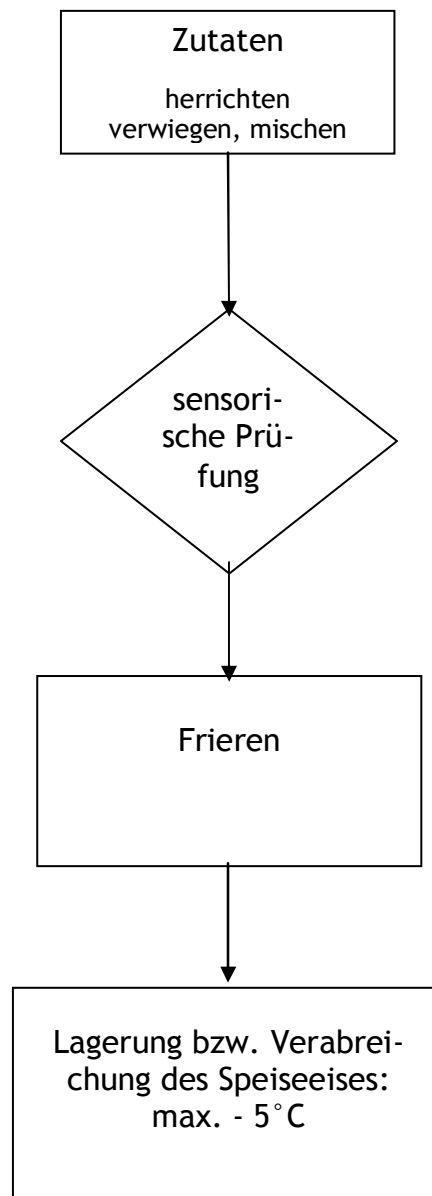 Zutaten
herrichten
verwiegen, mischen
sensori-
sche Prü-
fung
Frieren
Lagerung bzw. Verabrei-
chung des Speiseeises:
max. - 5°C